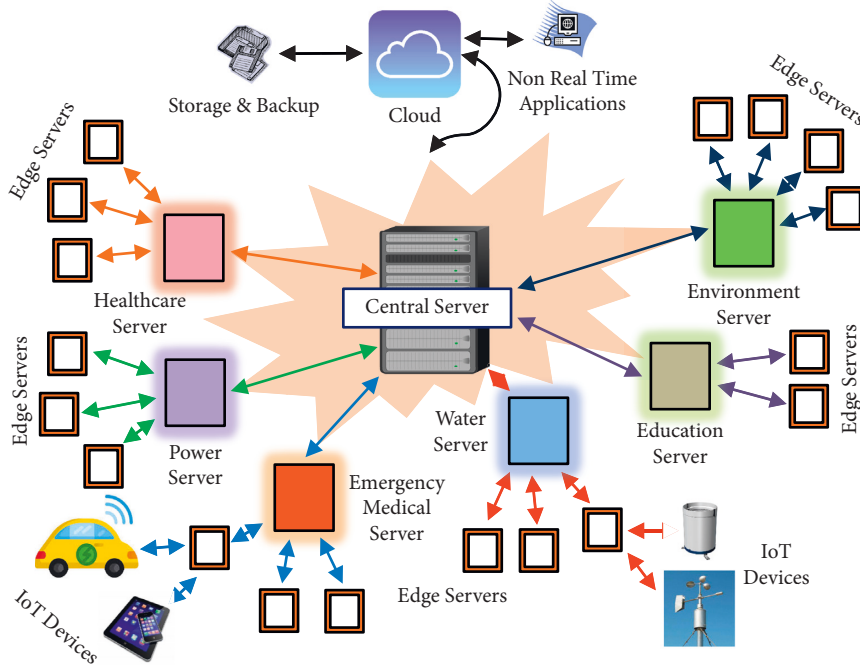 Storage & Backup
Cloud
Non Real Time
Applications
Edge Servers
Edge Servers
Healthcare
Server
Central Server
Environment
Server
Edge Servers
Power
Server
Water
Server
Education
Server
Edge Servers
Emergency
Medical
Server
IoT Devices
Edge Servers
IoT
Devices